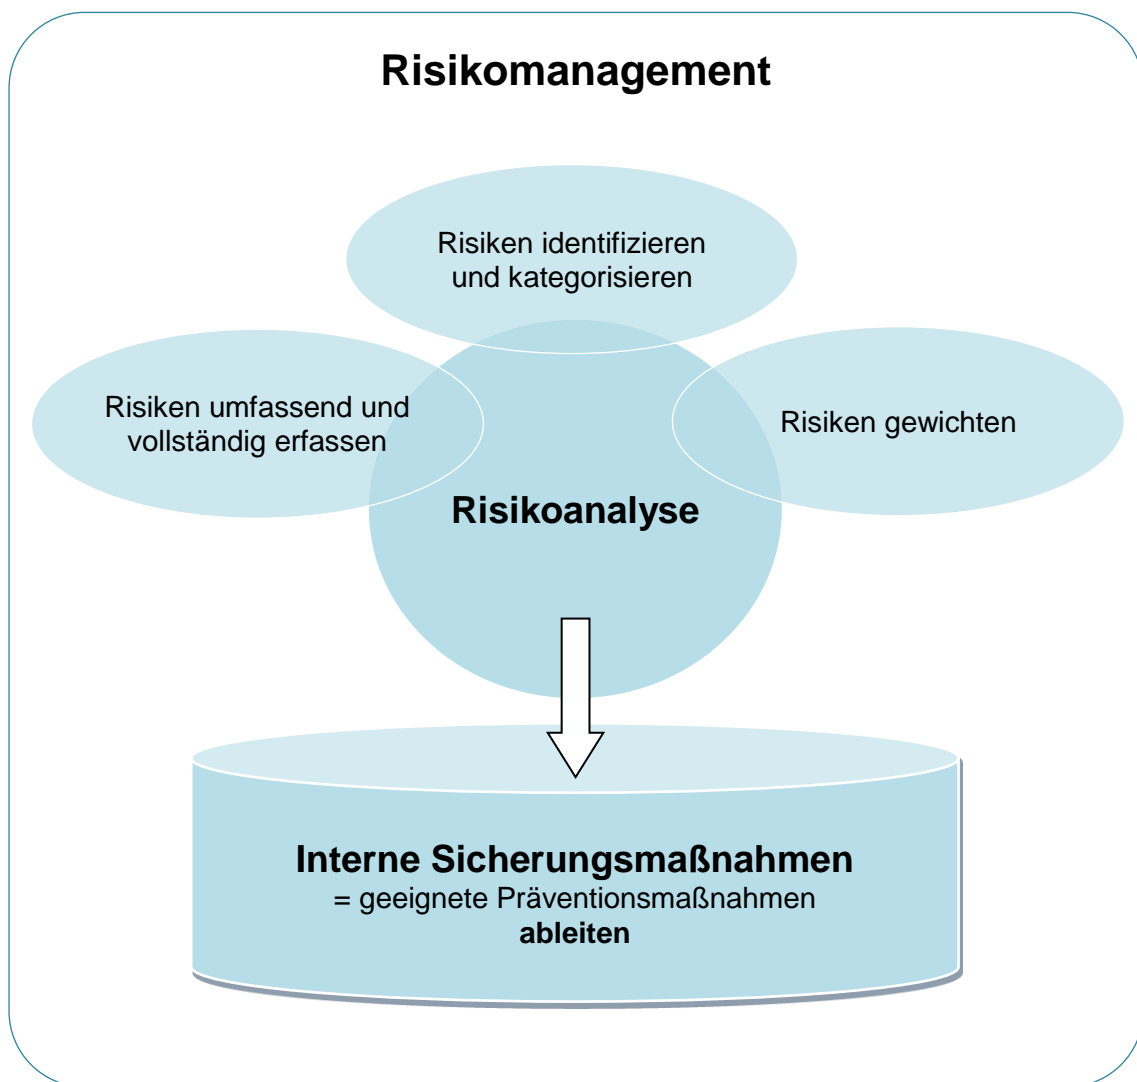 Risikomanagement
Risiken identifizieren
und kategorisieren
Risiken umfassend und
vollständig erfassen
Risiken gewichten
Risikoanalyse
Interne Sicherungsmaßnahmen
= geeignete Präventionsmaßnahmen
ableiten